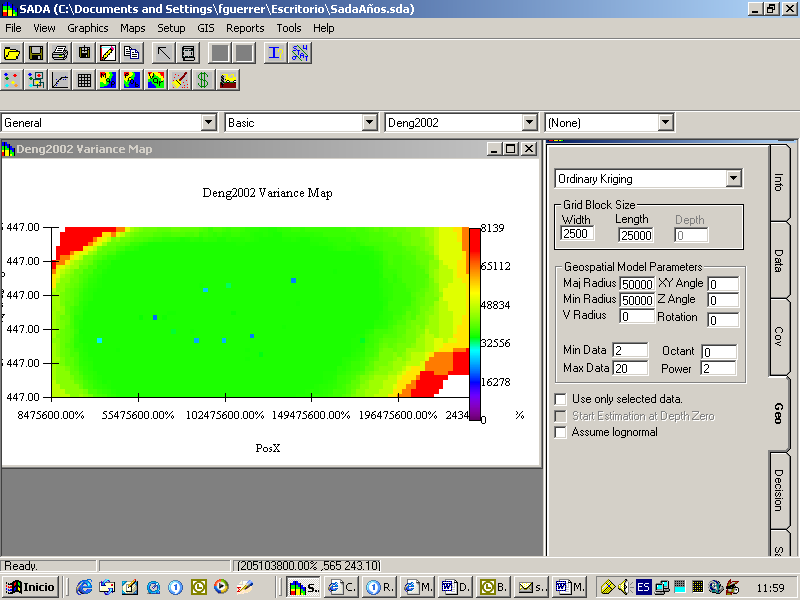 SADA (C:\Documents and Settings\fguerrer\Escritorio\SadaAños.sda)
File View Graphics Maps Setup GIS Reports Tools Help
General Basic Deng2002 (None)
Deng2002 Variance Map
Deng2002 Variance Map
447.00
447.00
447.00
447.00
447.00
447.00
8139
65112
48834
32556
16278
0
8475600.00% 55475600.00% 102475600.00% 149475600.00% 196475600.00% 2434 %
PosX
Ordinary Kriging
Grid Block Size
Width Length Depth
2500 25000 0
Geospatial Model Parameters
Maj Radius 50000 XY Angle 0
Min Radius 50000 Z Angle 0
V Radius 0 Rotation 0
Min Data 2 Octant 0
Max Data 20 Power 2
Use only selected data.
Start Estimation at Depth Zero
Assume lognormal
Info
Data
Cov
Geo
Decision
Ready. (205103800.00% ,565 243.10)
Inicio S.. C. R. M. D. B. s.. M. ES 11:59